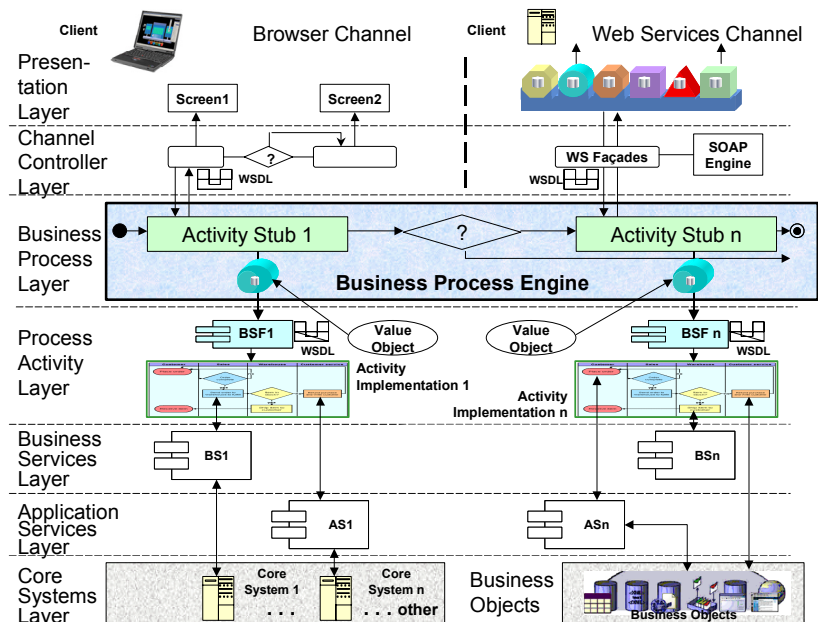 Client
Browser Channel
Client
Web Services Channel
Presen-
tation
Layer
Screen1
Screen2
Channel
Controller
Layer
?
WSDL
WS Façades
SOAP
Engine
WSDL
Business
Process
Layer
Activity Stub 1
?
Activity Stub n
Business Process Engine
Process
Activity
Layer
BSF1
WSDL
Value
Object
Value
Object
BSF n
WSDL
Activity
Implementation 1
Activity
Implementation n
Business
Services
Layer
BS1
BSn
Application
Services
Layer
AS1
ASn
Core
Systems
Layer
Core
System 1
. . .
Core
System n
. . . other
Business
Objects
Business Objects